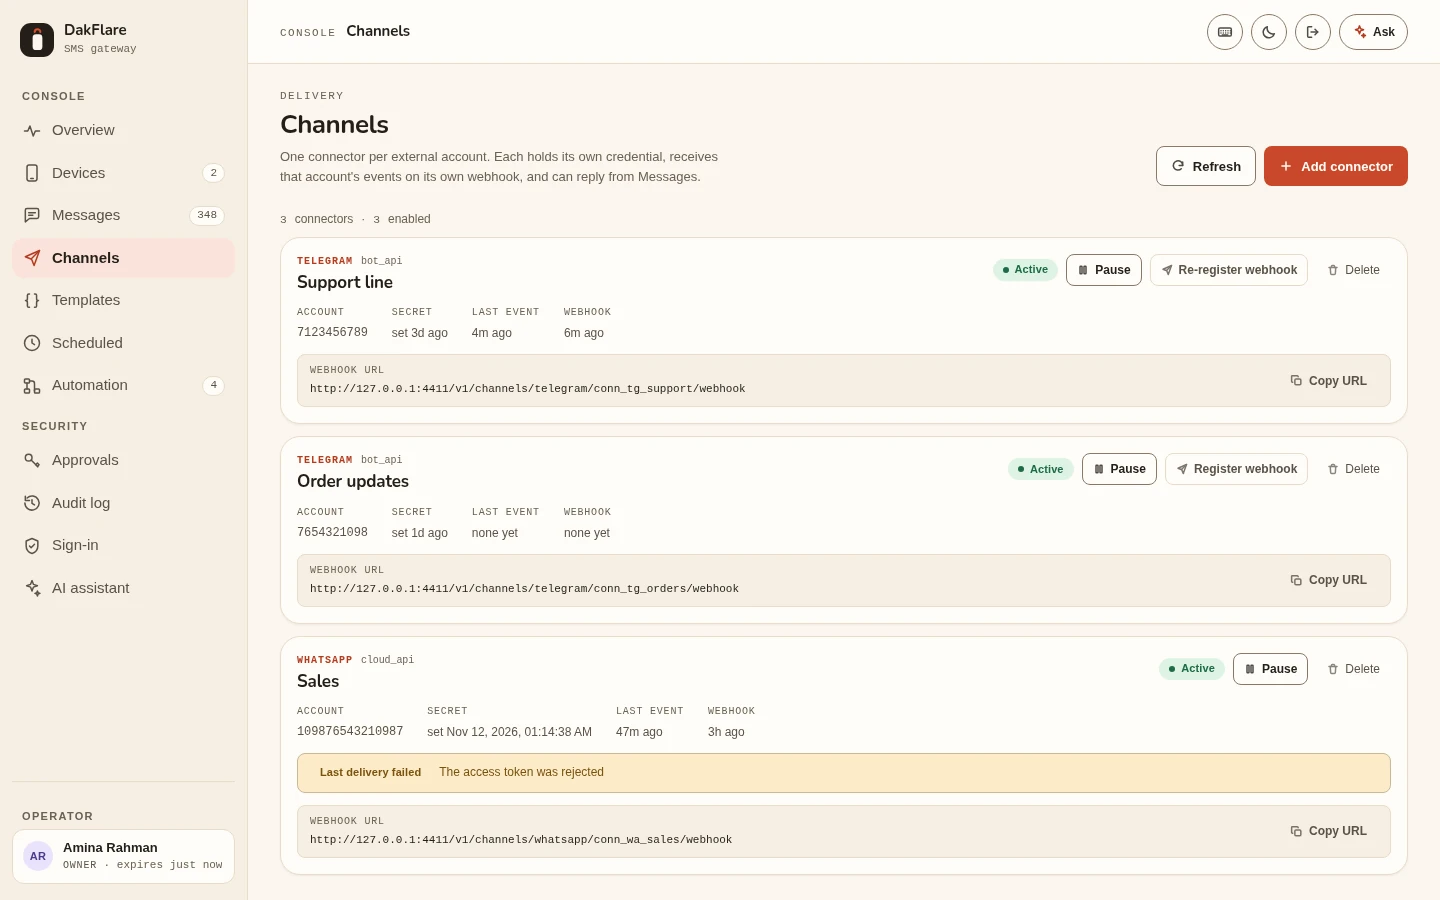 DakFlare
SMS gateway
CONSOLE
Overview
Devices 2
Messages 348
Channels
Templates
Scheduled
Automation 4
SECURITY
Approvals
Audit log
Sign-in
AI assistant
OPERATOR
AR
Amina Rahman
OWNER · expires just now
CONSOLE Channels
Ask
DELIVERY
Channels
One connector per external account. Each holds its own credential, receives
that account's events on its own webhook, and can reply from Messages.
Refresh
Add connector
3 connectors · 3 enabled
TELEGRAM bot_api
Support line
Active Pause Re-register webhook Delete
ACCOUNT SECRET LAST EVENT WEBHOOK
7123456789 set 3d ago 4m ago 6m ago
WEBHOOK URL
http://127.0.0.1:4411/v1/channels/telegram/conn_tg_support/webhook
Copy URL
TELEGRAM bot_api
Order updates
Active Pause Register webhook Delete
ACCOUNT SECRET LAST EVENT WEBHOOK
7654321098 set 1d ago none yet none yet
WEBHOOK URL
http://127.0.0.1:4411/v1/channels/telegram/conn_tg_orders/webhook
Copy URL
WHATSAPP cloud_api
Sales
Active Pause Delete
ACCOUNT SECRET LAST EVENT WEBHOOK
109876543210987 set Nov 12, 2026, 01:14:38 AM 47m ago 3h ago
Last delivery failed The access token was rejected
WEBHOOK URL
http://127.0.0.1:4411/v1/channels/whatsapp/conn_wa_sales/webhook
Copy URL